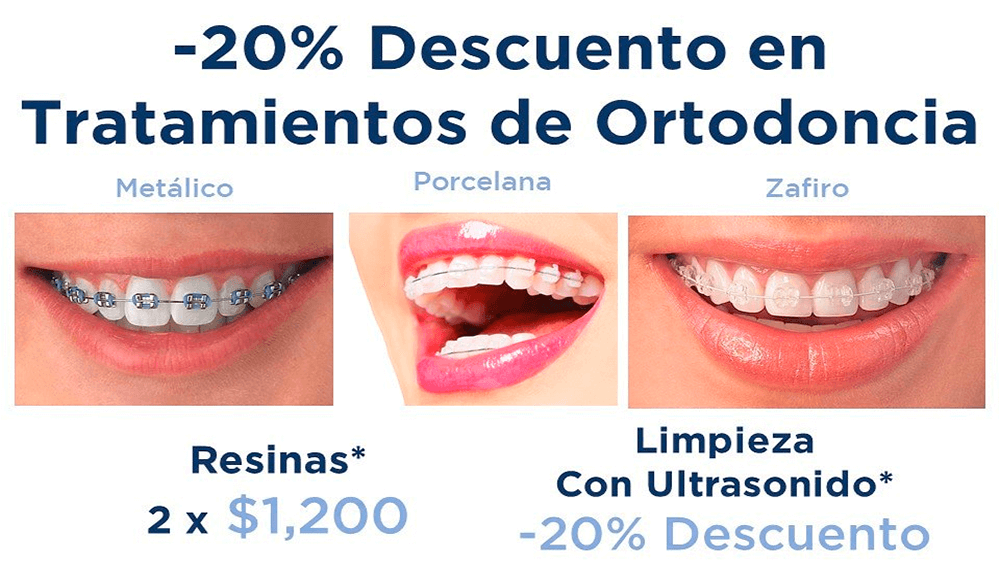 -20% Descuento en
Tratamientos de Ortodoncia
Metálico
Porcelana
Zafiro
Resinas*
2 x $1,200
Limpieza
Con Ultrasonido*
-20% Descuento